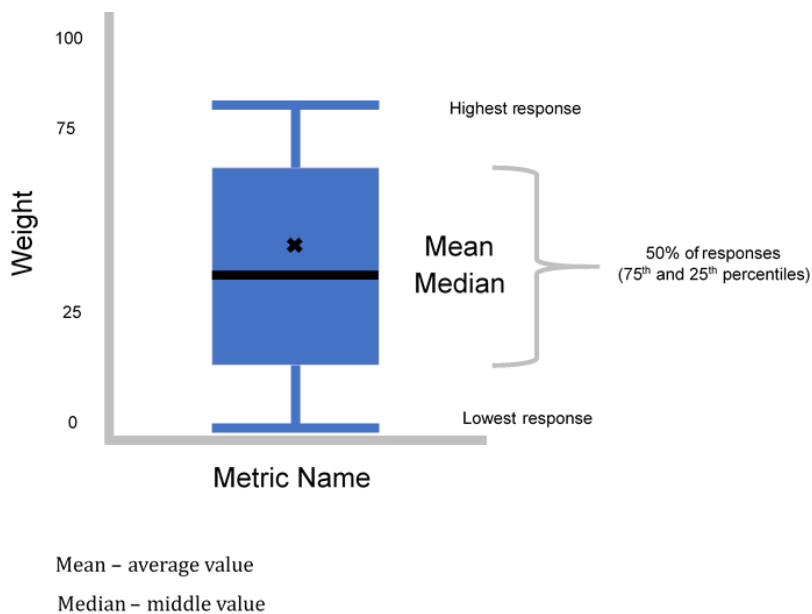 100
Highest response
75
Weight
Mean
Median
50% of responses
(75th and 25th percentiles)
25
Lowest response
0
Metric Name
Mean – average value
Median – middle value